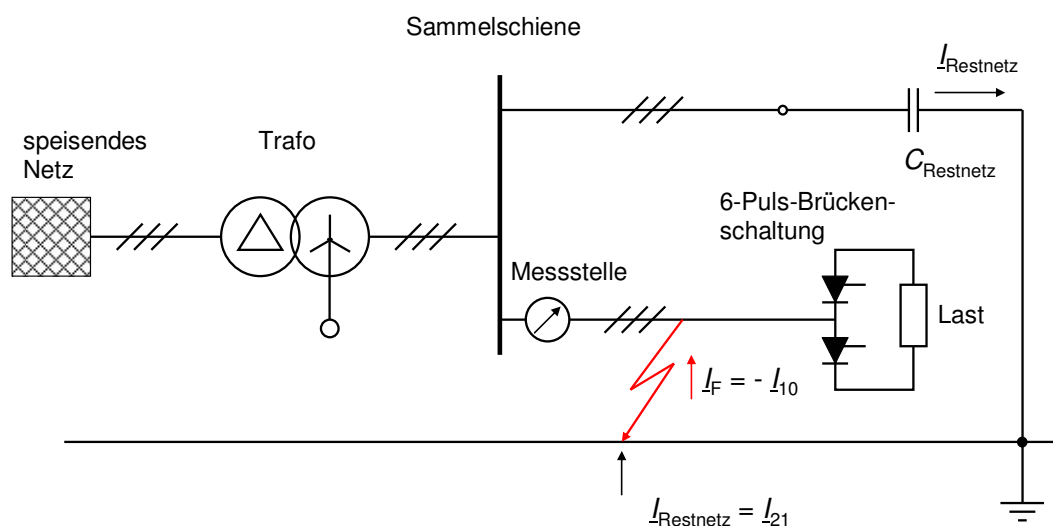 Sammelschiene
I_Restnetz
speisendes
Netz
Trafo
C_Restnetz
6-Puls-Brücken-
schaltung
Messstelle
Last
I_F = - I_10
I_Restnetz = I_21